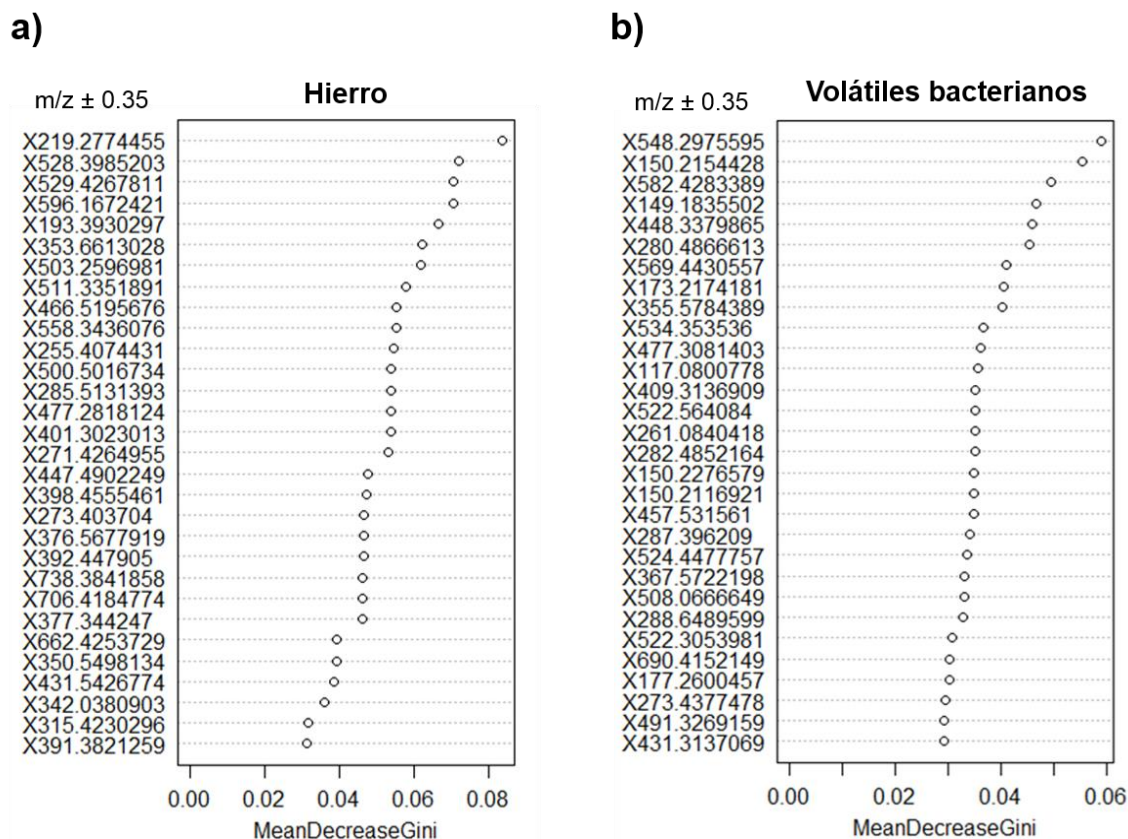 a)
m/z ± 0.35
Hierro
X219.2774455
X528.3985203
X529.4267811
X596.1672421
X193.3930297
X353.6613028
X503.2596981
X511.3351891
X466.5195676
X558.3436076
X255.4074431
X500.5016734
X285.5131393
X477.2818124
X401.3023013
X271.4264955
X447.4902249
X398.4555461
X273.403704
X376.5677919
X392.447905
X738.3841858
X706.4184774
X377.344247
X662.4253729
X350.5498134
X431.5426774
X342.0380903
X315.4230296
X391.3821259
0.00 0.02 0.04 0.06 0.08
MeanDecreaseGini
b)
m/z ± 0.35
Volátiles bacterianos
X548.2975595
X150.2154428
X582.4283389
X149.1835502
X448.3379865
X280.4866613
X569.4430557
X173.2174181
X355.5784389
X534.353536
X477.3081403
X117.0800778
X409.3136909
X522.564084
X261.0840418
X282.4852164
X150.2276579
X150.2116921
X457.531561
X287.396209
X524.4477757
X367.5722198
X508.0666649
X288.6489599
X522.3053981
X690.4152149
X177.2600457
X273.4377478
X491.3269159
X431.3137069
0.00 0.02 0.04 0.06
MeanDecreaseGini